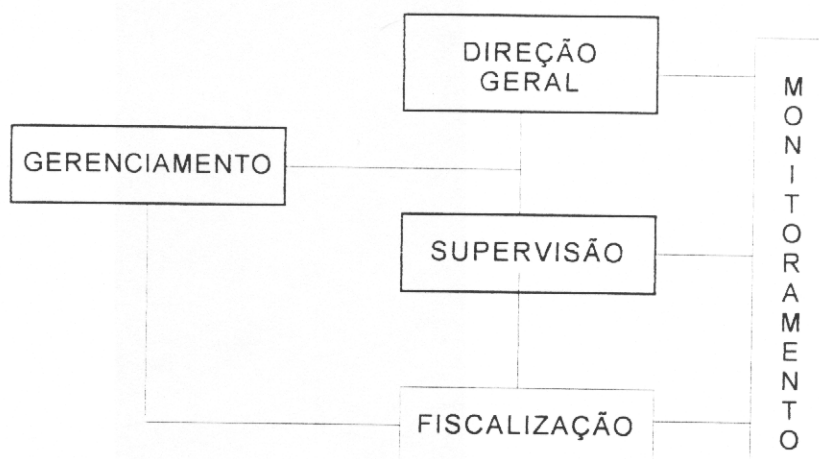 DIREÇÃO
GERAL
GERENCIAMENTO
SUPERVISÃO
FISCALIZAÇÃO
MONITORAMENTO